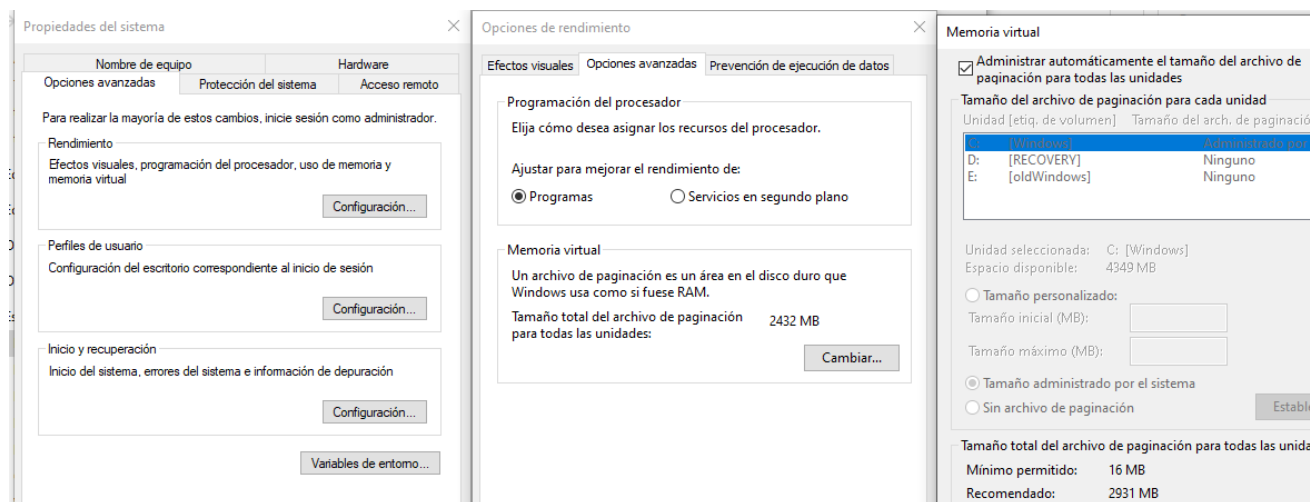 Propiedades del sistema
Nombre de equipo
Hardware
Opciones avanzadas
Protección del sistema
Acceso remoto
Para realizar la mayoría de estos cambios, inicie sesión como administrador.
Rendimiento
Efectos visuales, programación del procesador, uso de memoria y
memoria virtual
Configuración...
Perfiles de usuario
Configuración del escritorio correspondiente al inicio de sesión
Configuración...
Inicio y recuperación
Inicio del sistema, errores del sistema e información de depuración
Configuración...
Variables de entorno...
Opciones de rendimiento
Efectos visuales
Opciones avanzadas
Prevención de ejecución de datos
Programación del procesador
Elija cómo desea asignar los recursos del procesador.
Ajustar para mejorar el rendimiento de:
Programas
Servicios en segundo plano
Memoria virtual
Un archivo de paginación es un área en el disco duro que
Windows usa como si fuese RAM.
Tamaño total del archivo de paginación
para todas las unidades:
2432 MB
Cambiar...
Memoria virtual
Administrar automáticamente el tamaño del archivo de
paginación para todas las unidades
Tamaño del archivo de paginación para cada unidad
Unidad [etiq. de volumen] Tamaño del arch. de paginació
C: [Windows] Administrado por
D: [RECOVERY] Ninguno
E: [oldWindows] Ninguno
Unidad seleccionada: C: [Windows]
Espacio disponible: 4349 MB
Tamaño personalizado:
Tamaño inicial (MB):
Tamaño máximo (MB):
Tamaño administrado por el sistema
Sin archivo de paginación
Estable
Tamaño total del archivo de paginación para todas las unida
Mínimo permitido: 16 MB
Recomendado: 2931 MB